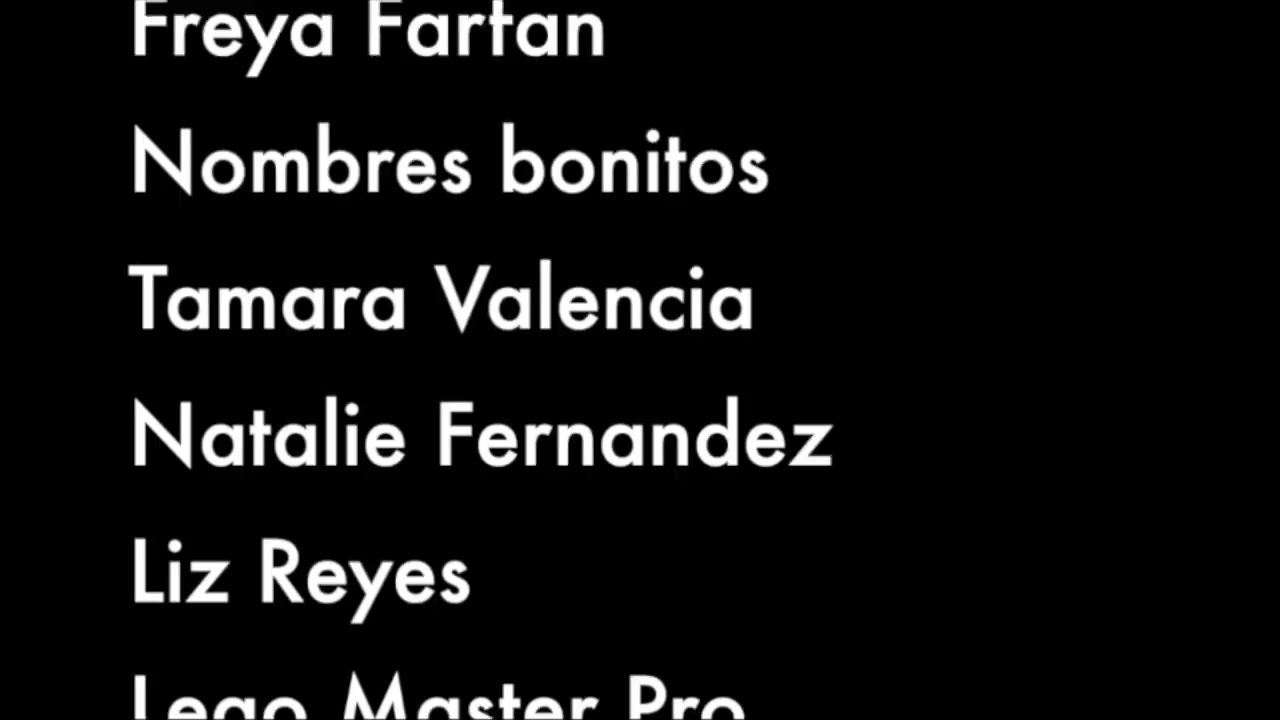 Freya Fartan
Nombres bonitos
Tamara Valencia
Natalie Fernandez
Liz Reyes
Lego Master Pro